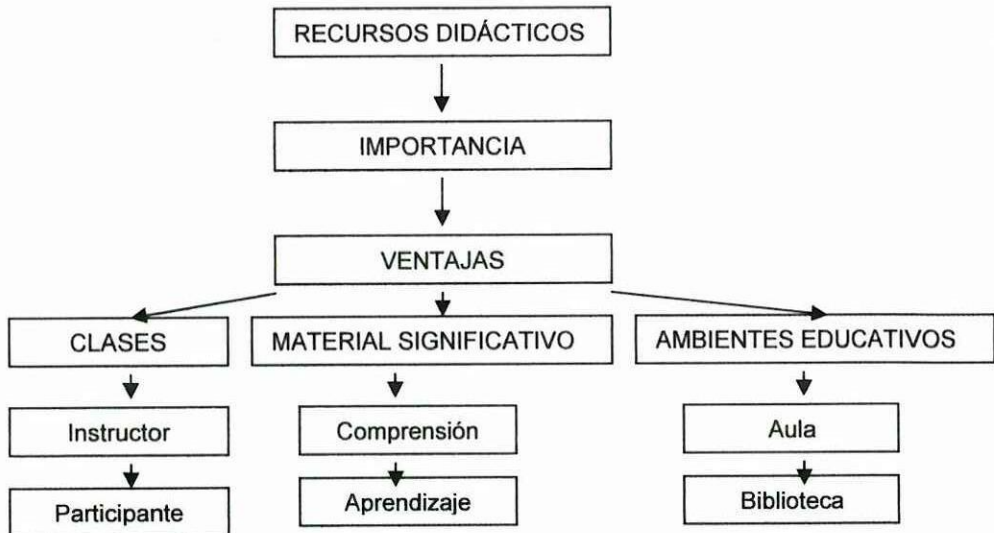 RECURSOS DIDÁCTICOS
IMPORTANCIA
VENTAJAS
CLASES
MATERIAL SIGNIFICATIVO
AMBIENTES EDUCATIVOS
Instructor
Comprensión
Aula
Participante
Aprendizaje
Biblioteca